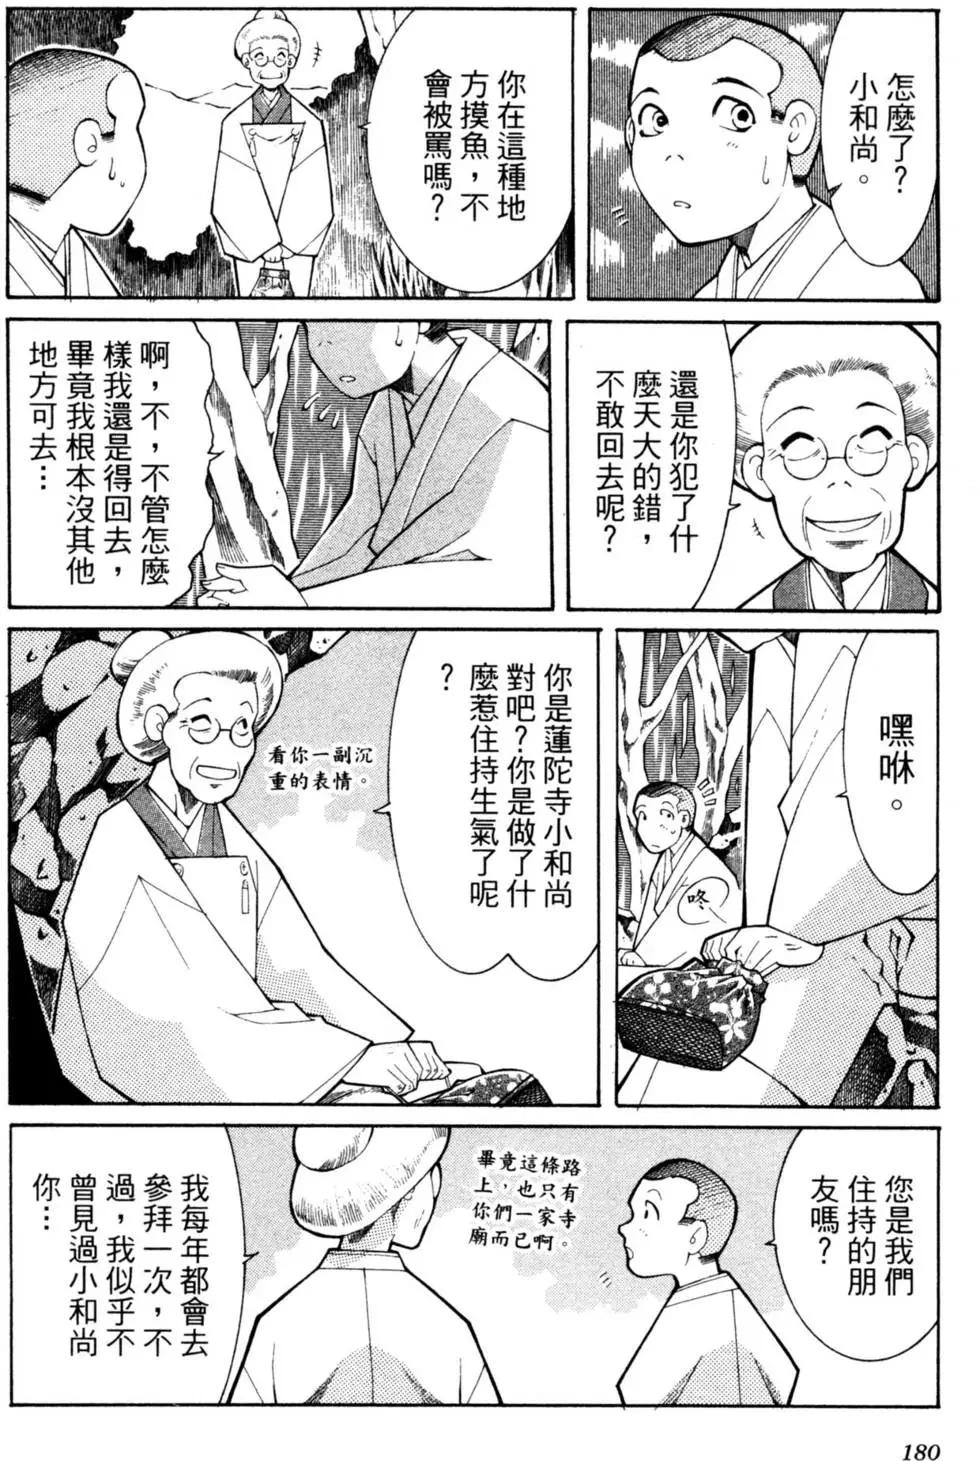 怎麼了?
小和尚。
你在這種地
方摸魚，不
會被罵嗎?
還是你犯了什
麼天大的錯，
不敢回去呢?
啊，不，不管怎麼
樣我還是得回去，
畢竟我根本沒其他
地方可去…
嘿咻。
咚
你是蓮陀寺小和尚
對吧?你是做了什
麼惹住持生氣了呢
?
看你一副沉
重的表情。
您是我們
住持的朋
友嗎?
畢竟這條路
上，也只有
你們一家寺
廟而已啊。
我每年都會去
參拜一次，不
過，我似乎不
曾見過小和尚
你…
180